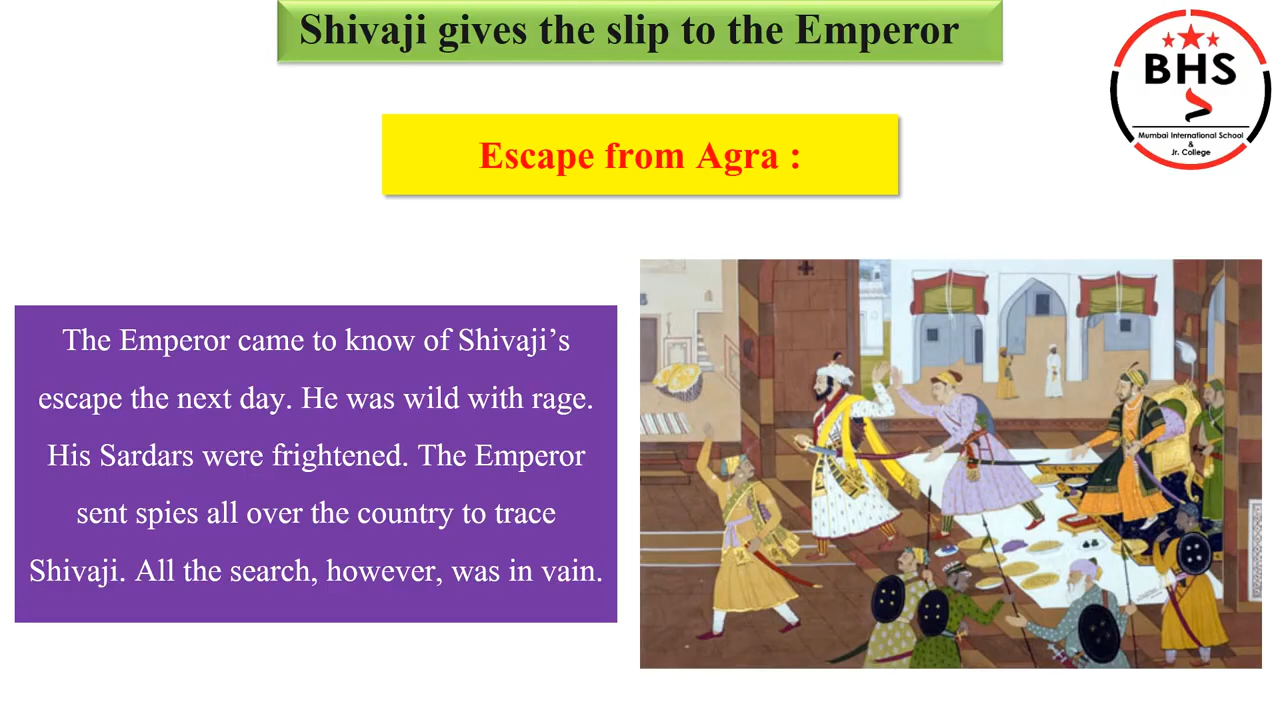 Shivaji gives the slip to the Emperor
BHS
Mumbai International School
&
Jr. College
Escape from Agra :
The Emperor came to know of Shivaji’s
escape the next day. He was wild with rage.
His Sardars were frightened. The Emperor
sent spies all over the country to trace
Shivaji. All the search, however, was in vain.